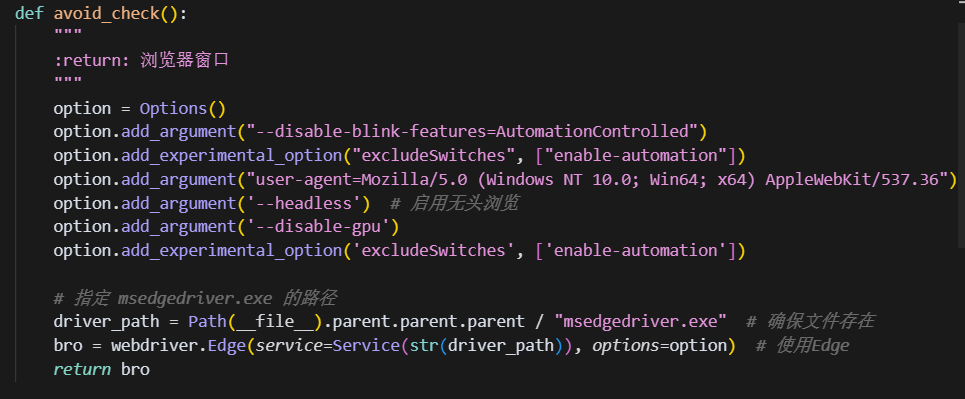 def avoid_check():
    """
    :return: 浏览器窗口
    """
    option = Options()
    option.add_argument("--disable-blink-features=AutomationControlled")
    option.add_experimental_option("excludeSwitches", ["enable-automation"])
    option.add_argument("user-agent=Mozilla/5.0 (Windows NT 10.0; Win64; x64) AppleWebKit/537.36")
    option.add_argument('--headless')  # 启用无头浏览
    option.add_argument('--disable-gpu')
    option.add_experimental_option('excludeSwitches', ['enable-automation'])
    # 指定 msedgedriver.exe 的路径
    driver_path = Path(__file__).parent.parent.parent / "msedgedriver.exe"  # 确保文件存在
    bro = webdriver.Edge(service=Service(str(driver_path)), options=option)  # 使用Edge
    return bro